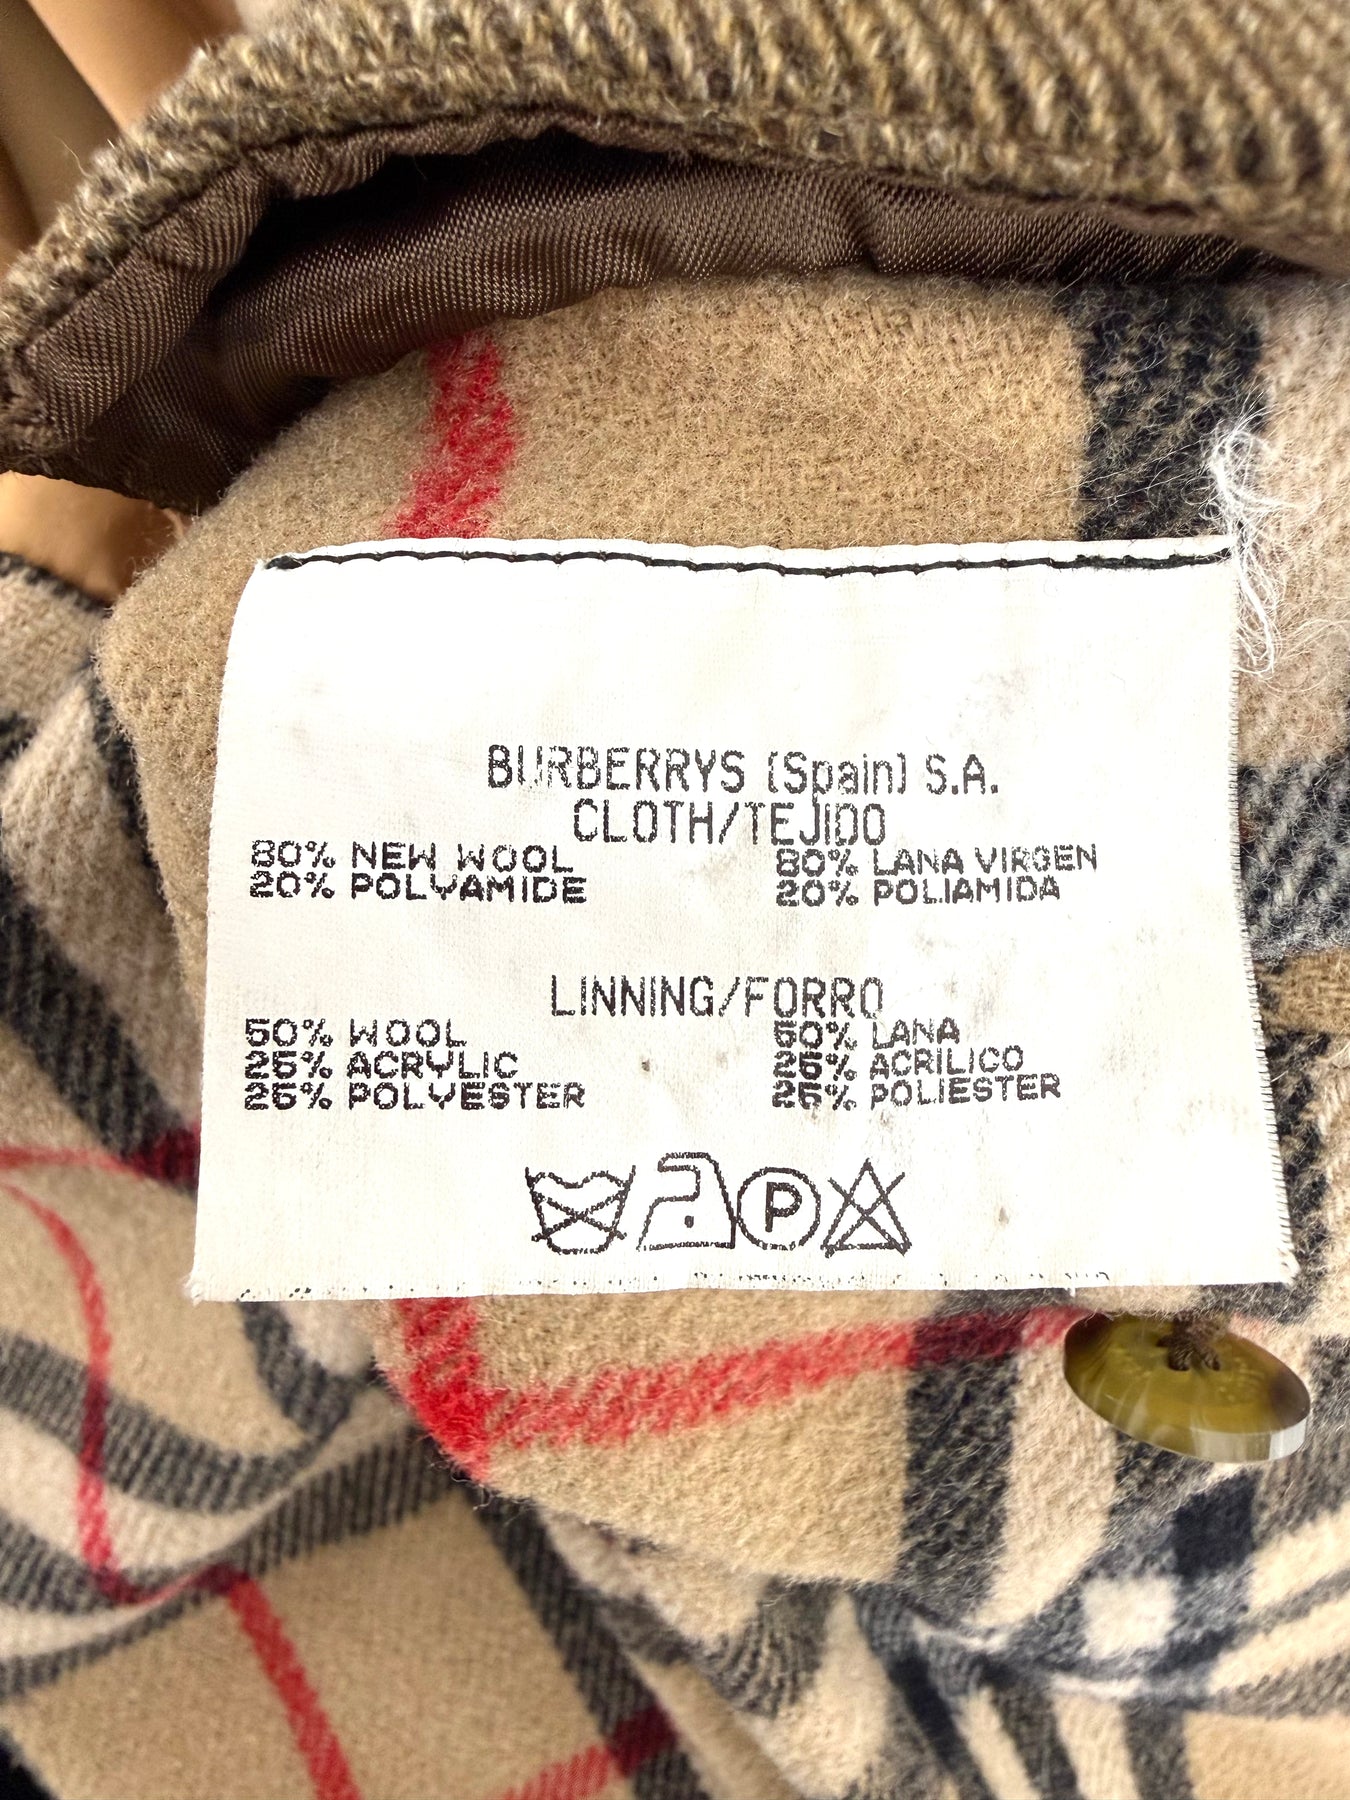 BURBERRYS (Spain) S.A.
CLOTH/TEJIDO
80% NEW WOOL 80% LANA VIRGEN
20% POLYAMIDE 20% POLIAMIDA
LINNING/FORRO
50% WOOL 50% LANA
25% ACRYLIC 25% ACRILICO
25% POLYESTER 25% POLIESTER
P